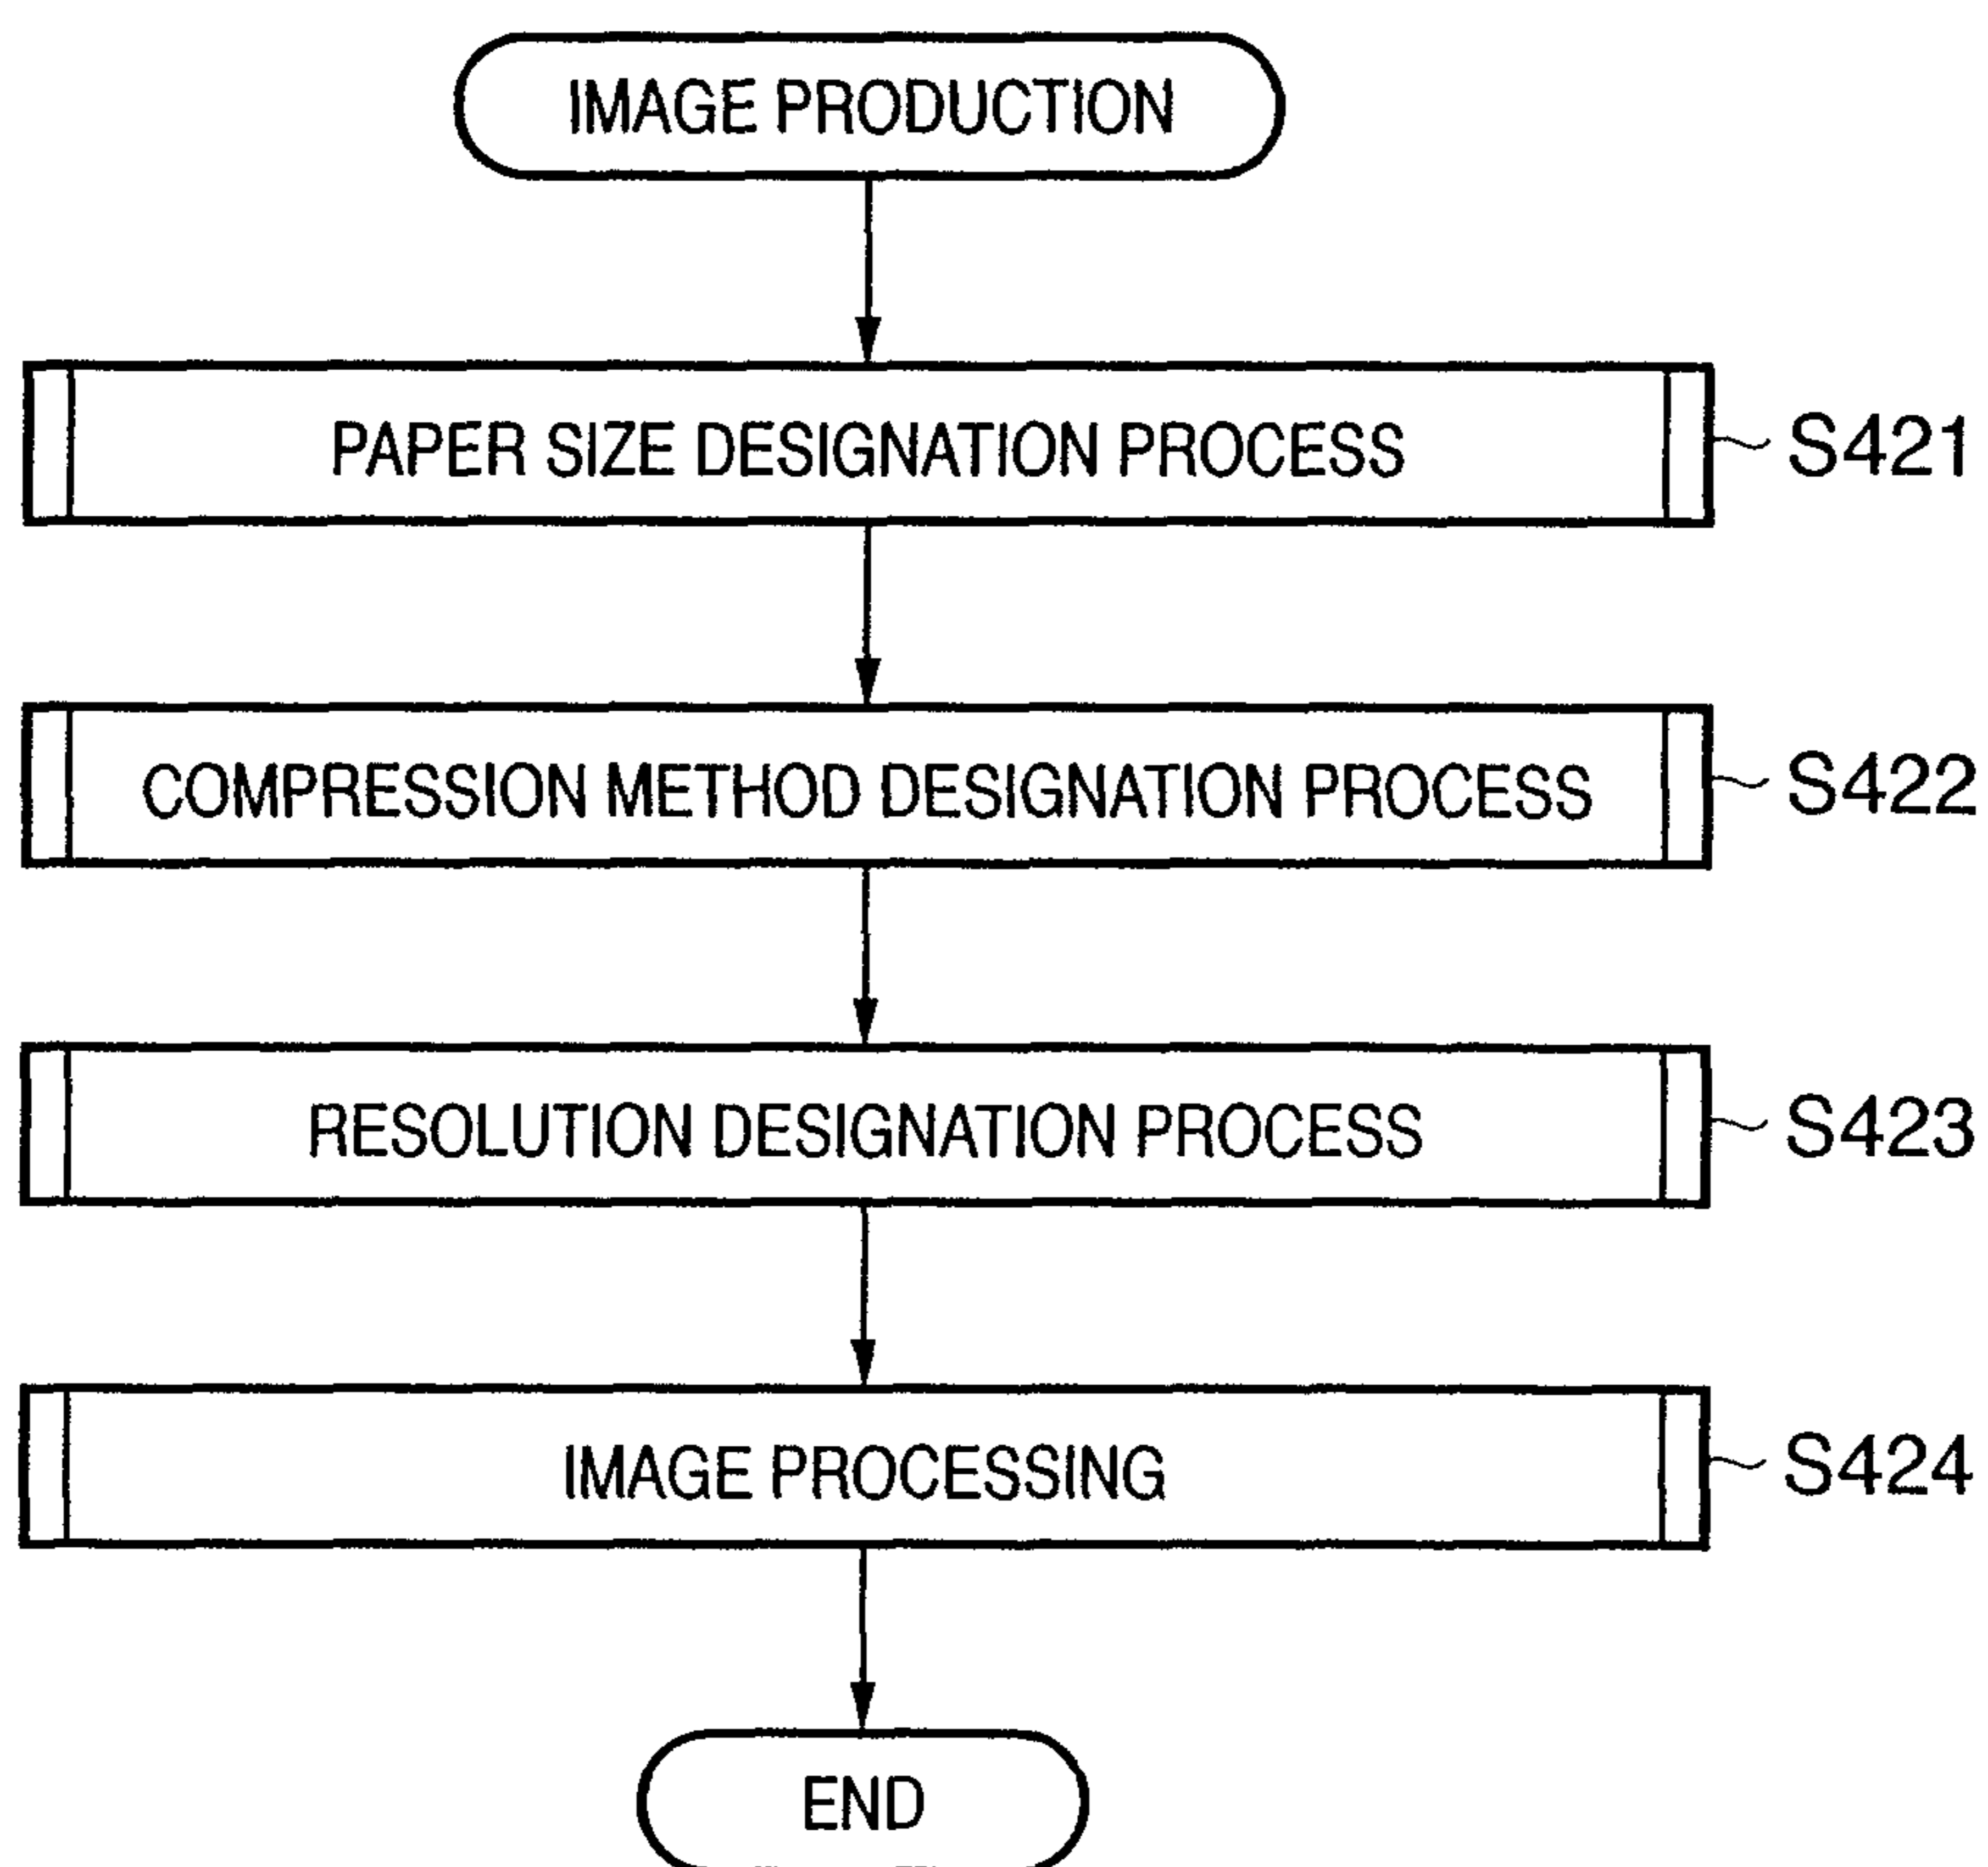 IMAGE PRODUCTION
PAPER SIZE DESIGNATION PROCESS
S421
COMPRESSION METHOD DESIGNATION PROCESS
S422
RESOLUTION DESIGNATION PROCESS
S423
IMAGE PROCESSING
S424
END